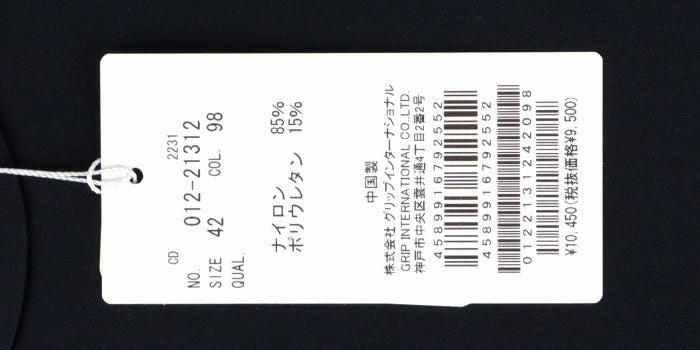 CD 2231
NO. 012-21312
SIZE 42 COL. 98
QUAL.
ナイロン 85%
ポリウレタン 15%
中国製
株式会社 グリップインターナショナル
GRIP INTERNATIONAL CO.,LTD.
神戸市中央区雲井通4丁目2番2号
4589916792552
4589916792552
0122131242098
¥10,450(税抜価格¥9,500)